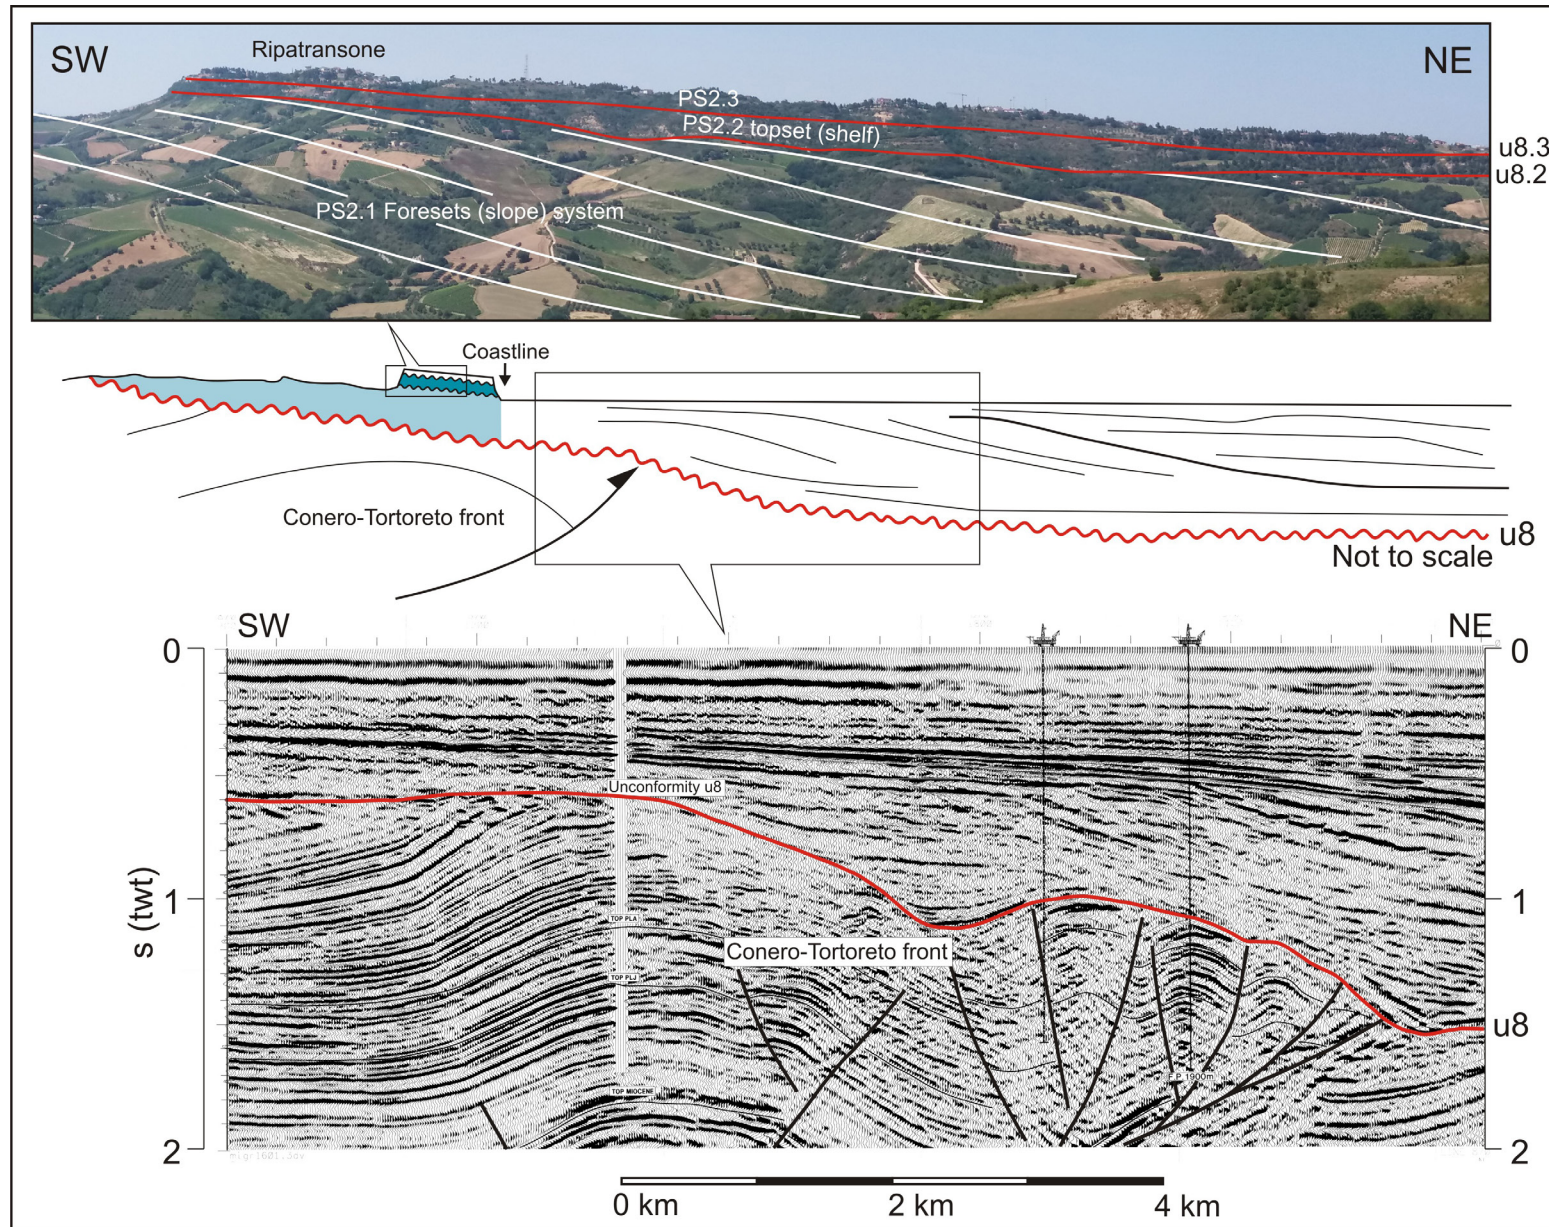 SW
Ripatransone
NE
PS2.3
PS2.2 topset (shelf)
u8.3
u8.2
PS2.1 Foresets (slope) system
Coastline
Conero-Tortoreto front
u8
Not to scale
SW
NE
0
0
Unconformity u8
1
1
s (twt)
TOP PLA
Conero-Tortoreto front
TOP PLJ
u8
TOP MIOCENE
2
2
0 km
2 km
4 km